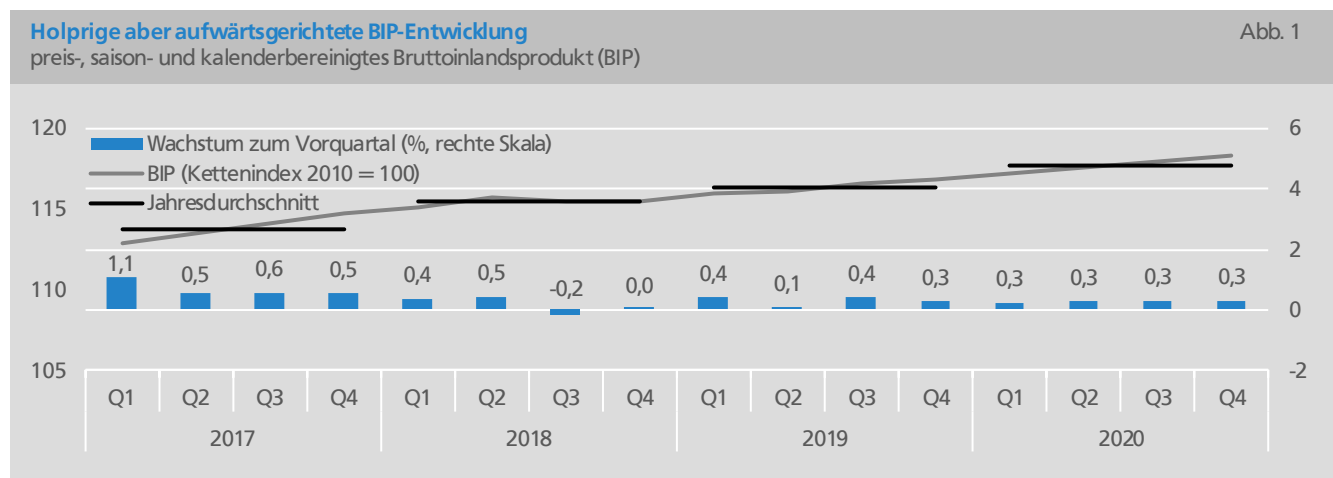 Holprige aber aufwärtsgerichtete BIP-Entwicklung
Abb. 1
preis-, saison- und kalenderbereinigtes Bruttoinlandsprodukt (BIP)
120
6
Wachstum zum Vorquartal (%, rechte Skala)
BIP (Kettenindex 2010 = 100)
4
115
Jahresdurchschnitt
2
1,1 0,5 0,6 0,5 0,4 0,5 -0,2 0,0 0,4 0,1 0,4 0,3 0,3 0,3 0,3 0,3
110
0
105
-2
Q1 Q2 Q3 Q4 Q1 Q2 Q3 Q4 Q1 Q2 Q3 Q4 Q1 Q2 Q3 Q4
2017 2018 2019 2020